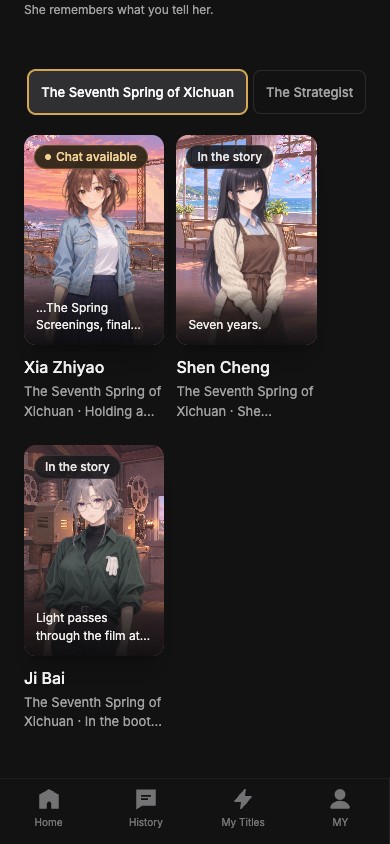 She remembers what you tell her.
The Seventh Spring of Xichuan
The Strategist
Chat available
In the story
...The Spring
Screenings, final...
Seven years.
Xia Zhiyao
Shen Cheng
The Seventh Spring of
Xichuan · Holding a...
The Seventh Spring of
Xichuan · She...
In the story
Light passes
through the film at...
Ji Bai
The Seventh Spring of
Xichuan · In the boot...
Home
History
My Titles
MY